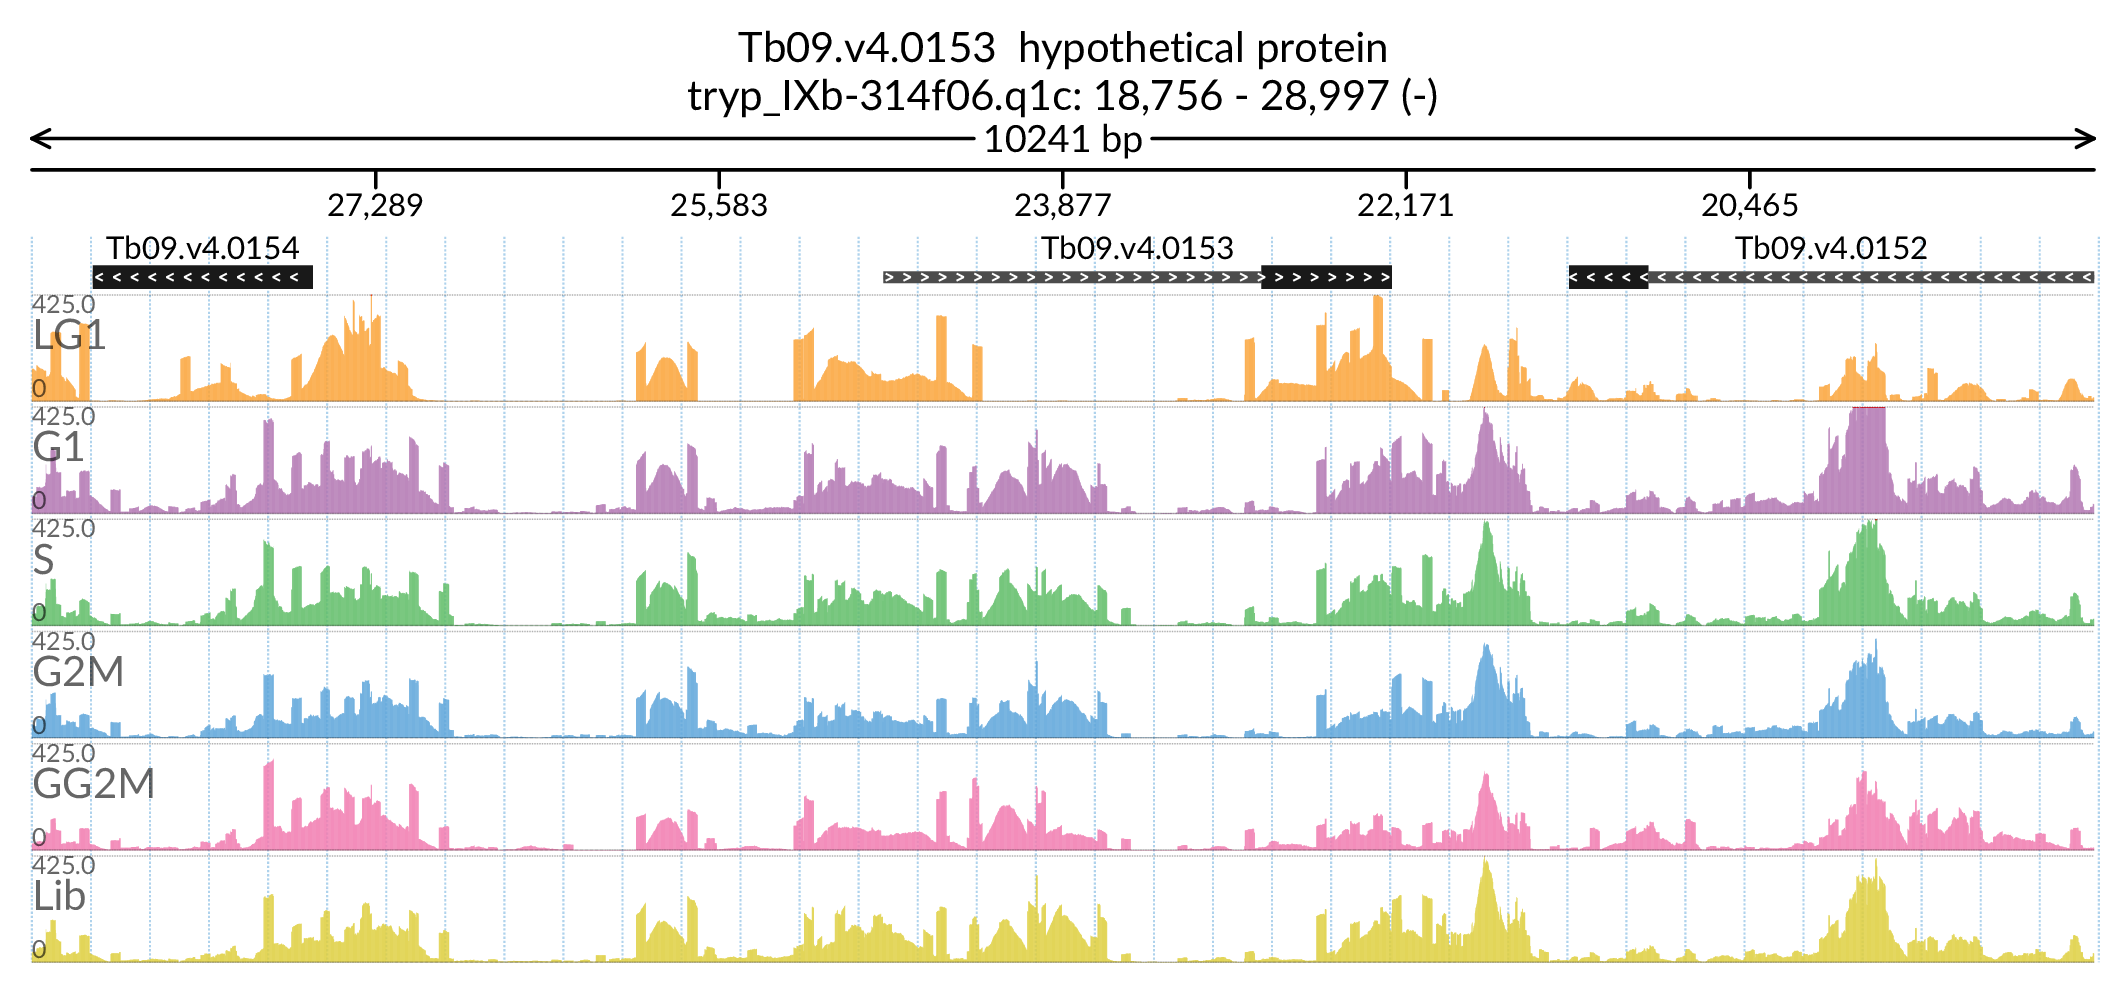 Tb09.v4.0153 hypothetical protein
tryp_IXb-314f06.q1c: 18,756 - 28,997 (-)
10241 bp
27,289 25,583 23,877 22,171 20,465
Tb09.v4.0154 Tb09.v4.0153 Tb09.v4.0152
425.0
LG1
0
425.0
G1
0
425.0
S
0
425.0
G2M
0
425.0
GG2M
0
425.0
Lib
0